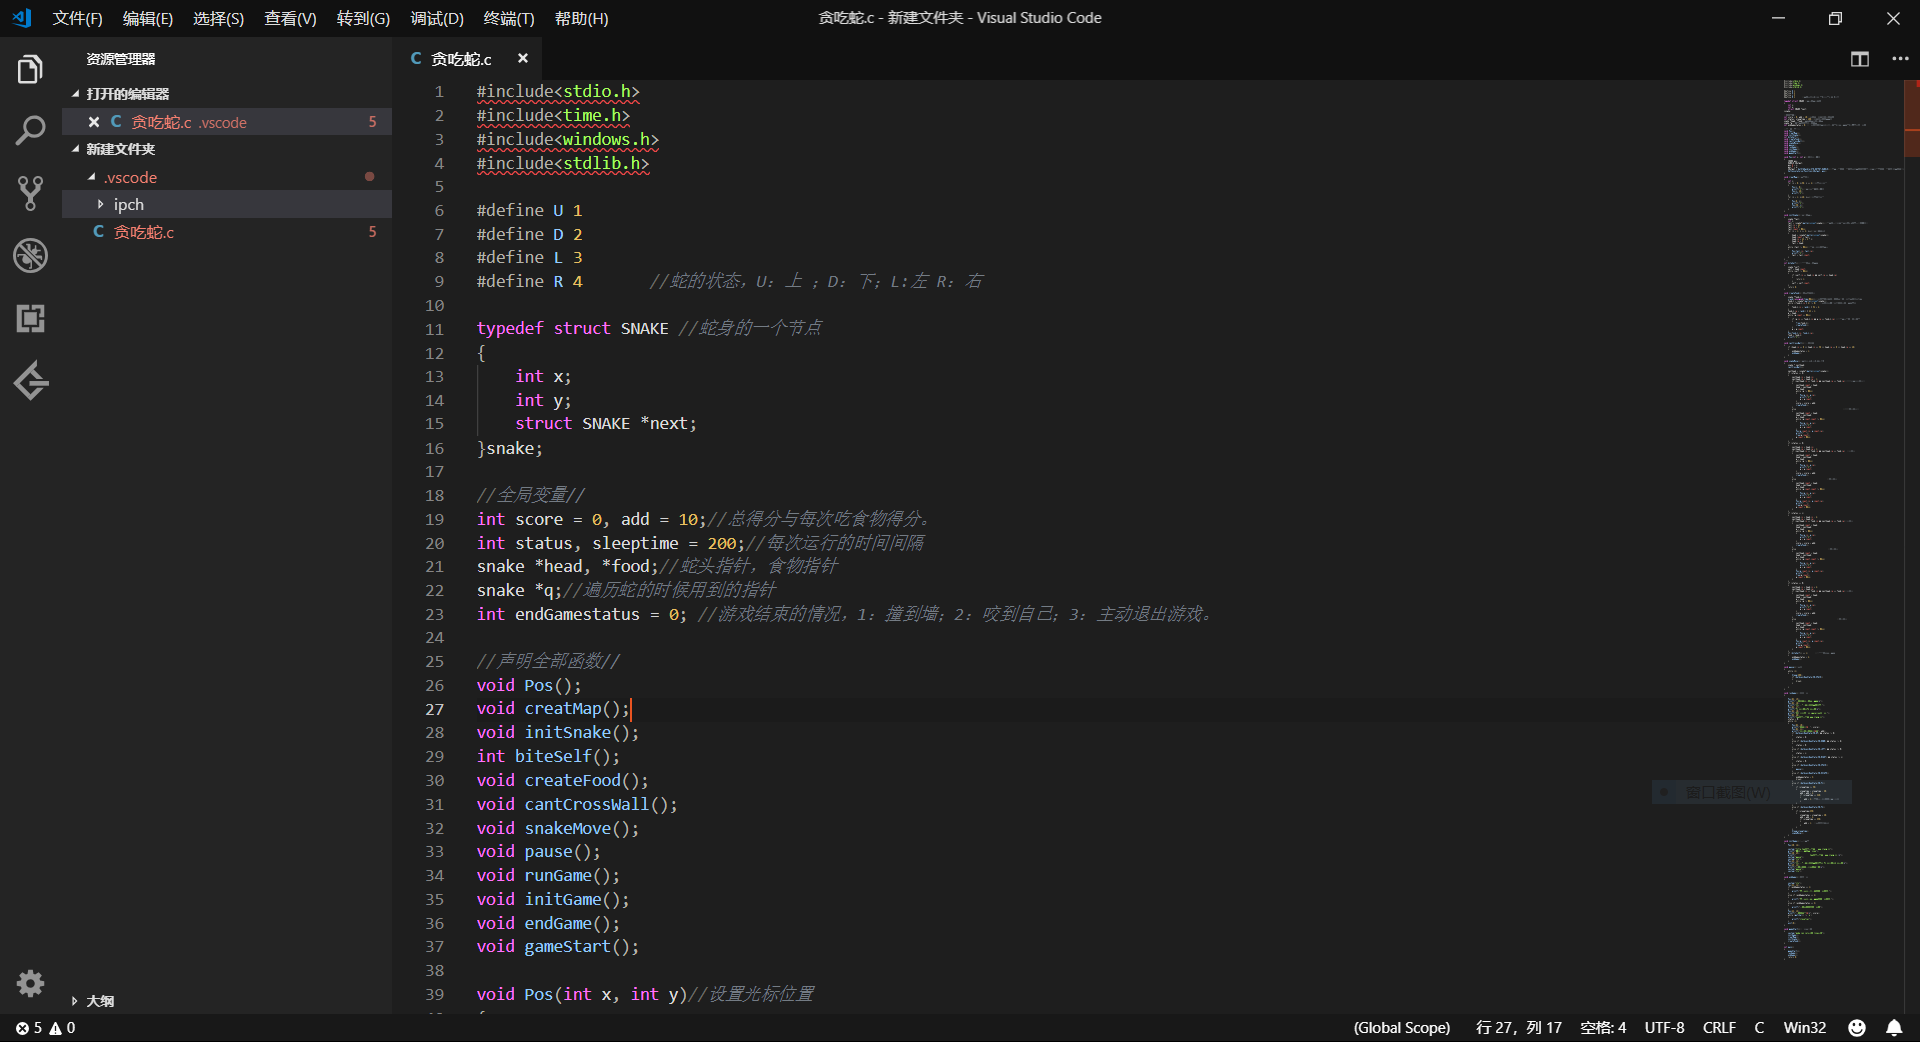 文件(F) 编辑(E) 选择(S) 查看(V) 转到(G) 调试(D) 终端(T) 帮助(H) 贪吃蛇.c - 新建文件夹 - Visual Studio Code
资源管理器
打开的编辑器
C 贪吃蛇.c .vscode 5
新建文件夹
.vscode
ipch
C 贪吃蛇.c 5
大纲
C 贪吃蛇.c
1 #include<stdio.h>
2 #include<time.h>
3 #include<windows.h>
4 #include<stdlib.h>
5
6 #define U 1
7 #define D 2
8 #define L 3
9 #define R 4 //蛇的状态，U：上 ；D：下；L:左 R：右
10
11 typedef struct SNAKE //蛇身的一个节点
12 {
13 int x;
14 int y;
15 struct SNAKE *next;
16 }snake;
17
18 //全局变量//
19 int score = 0, add = 10;//总得分与每次吃食物得分。
20 int status, sleeptime = 200;//每次运行的时间间隔
21 snake *head, *food;//蛇头指针，食物指针
22 snake *q;//遍历蛇的时候用到的指针
23 int endGamestatus = 0; //游戏结束的情况，1：撞到墙；2：咬到自己；3：主动退出游戏。
24
25 //声明全部函数//
26 void Pos();
27 void creatMap();
28 void initSnake();
29 int biteSelf();
30 void createFood();
31 void cantCrossWall();
32 void snakeMove();
33 void pause();
34 void runGame();
35 void initGame();
36 void endGame();
37 void gameStart();
38
39 void Pos(int x, int y)//设置光标位置
窗口截图(W)
5 0 (Global Scope) 行 27，列 17 空格: 4 UTF-8 CRLF C Win32